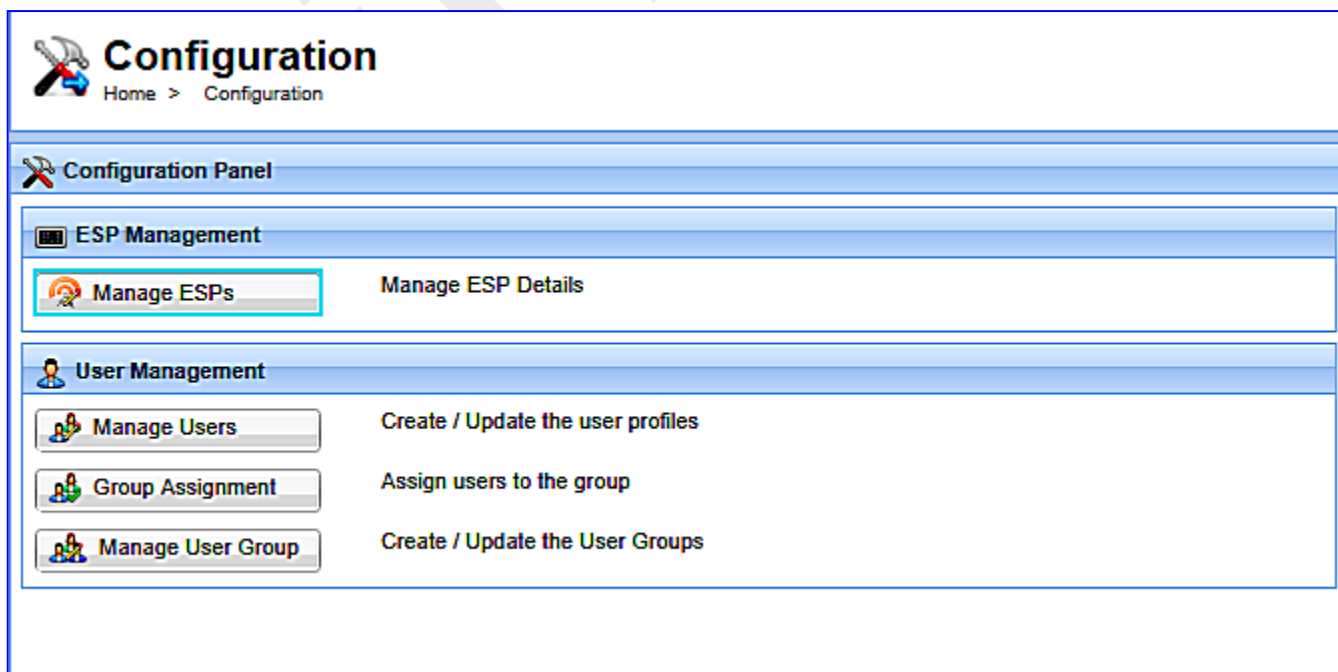 Configuration
Home > Configuration
Configuration Panel
ESP Management
Manage ESPs Manage ESP Details
User Management
Manage Users Create / Update the user profiles
Group Assignment Assign users to the group
Manage User Group Create / Update the User Groups